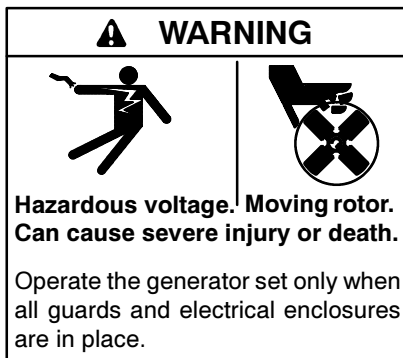 WARNING
Hazardous voltage. Moving rotor.
Can cause severe injury or death.
Operate the generator set only when
all guards and electrical enclosures
are in place.